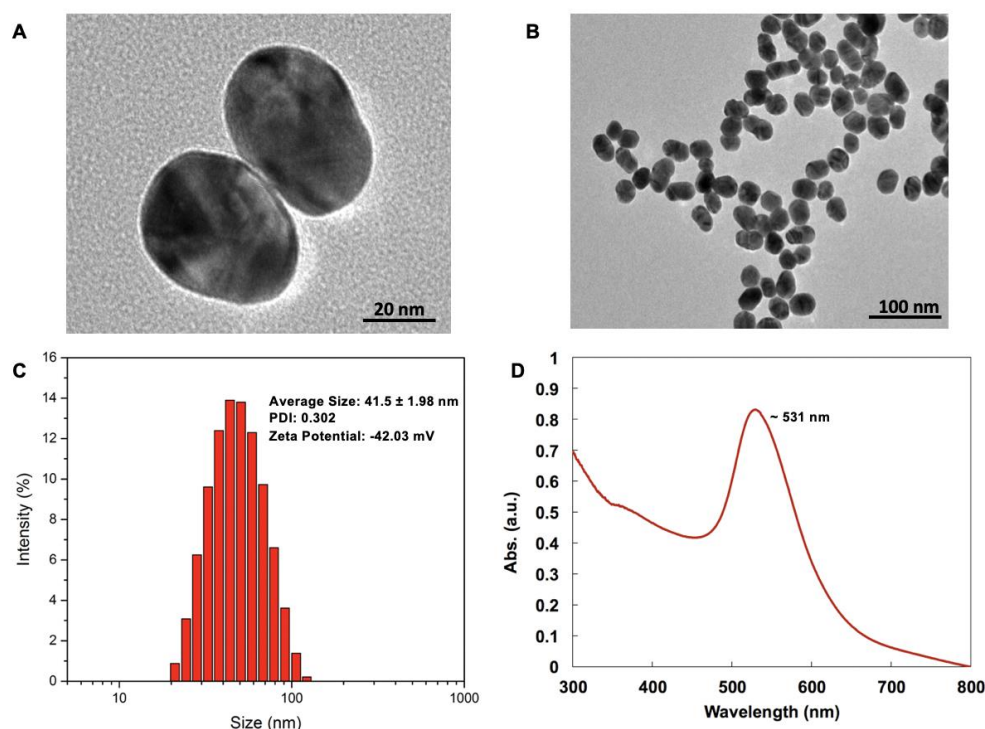 A
20 nm
B
100 nm
C
Intensity (%)
16
14
12
10
8
6
4
2
0
Average Size: 41.5 ± 1.98 nm
PDI: 0.302
Zeta Potential: -42.03 mV
10
100
1000
Size (nm)
D
Abs. (a.u.)
1
0.9
0.8
0.7
0.6
0.5
0.4
0.3
0.2
0.1
0
~ 531 nm
300
400
500
600
700
800
Wavelength (nm)